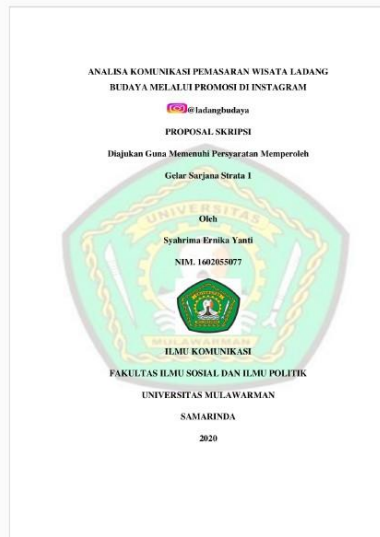 ANALISA KOMUNIKASI PEMASARAN WISATA LADANG
BUDAYA MELALUI PROMOSI DI INSTAGRAM
@ladangbudaya
PROPOSAL SKRIPSI
Diajukan Guna Memenuhi Persyaratan Memperoleh
Gelar Sarjana Strata 1
UNIVERSITAS
Oleh
Syahrima Ernika Yanti
NIM. 1602055077
MULAWARMAN
ILMU KOMUNIKASI
FAKULTAS ILMU SOSIAL DAN ILMU POLITIK
UNIVERSITAS MULAWARMAN
SAMARINDA
2020